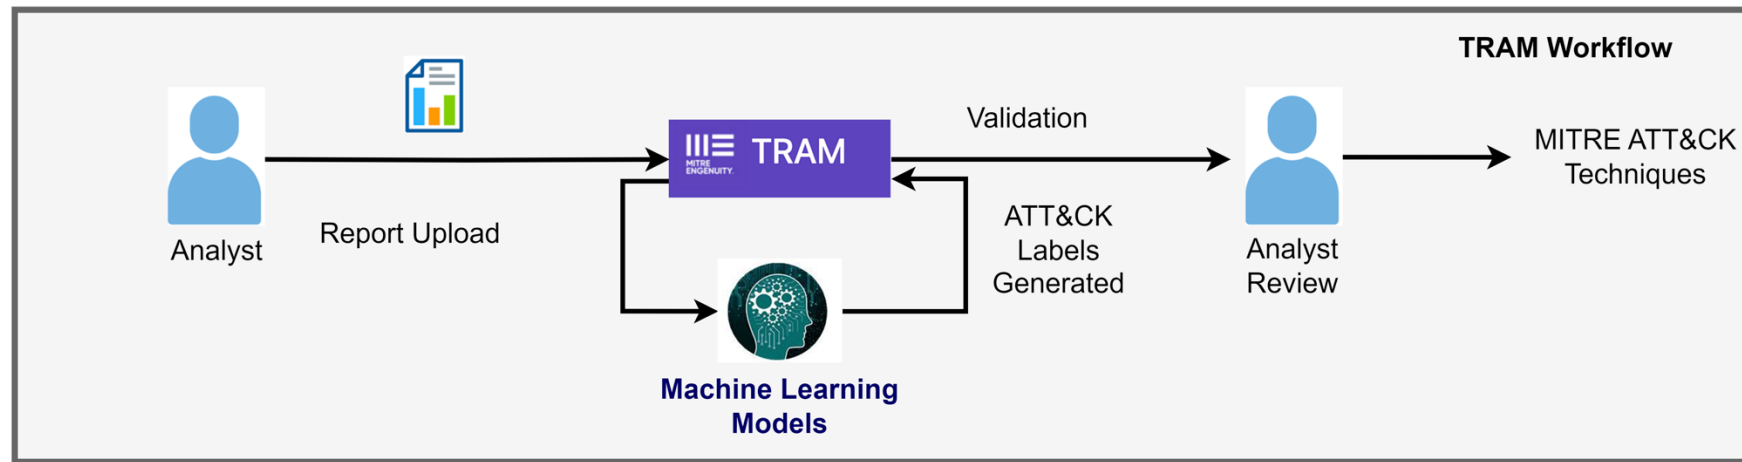 TRAM Workflow
Analyst
Report Upload
MITRE
ENGENUITY.
TRAM
Machine Learning
Models
ATT&CK
Labels
Generated
Validation
Analyst
Review
MITRE ATT&CK
Techniques